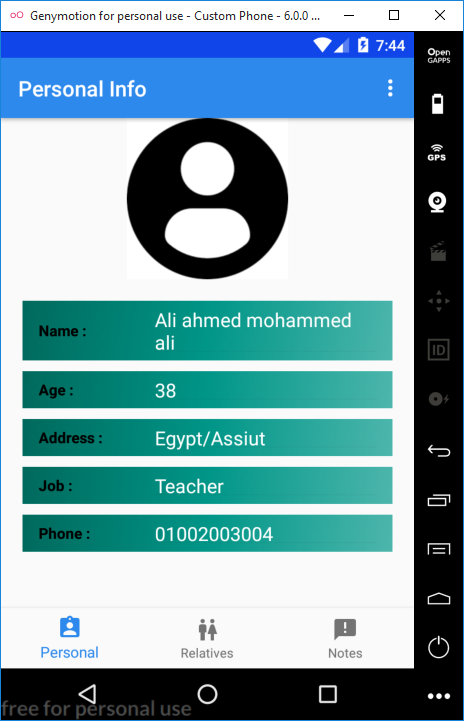 Genymotion for personal use - Custom Phone - 6.0.0 ...
7:44
Open
GAPPS
Personal Info
GPS
Name :
Ali ahmed mohammed
ali
Age :
38
ID
Address :
Egypt/Assiut
Job :
Teacher
Phone :
01002003004
Personal
Relatives
Notes
free for personal use